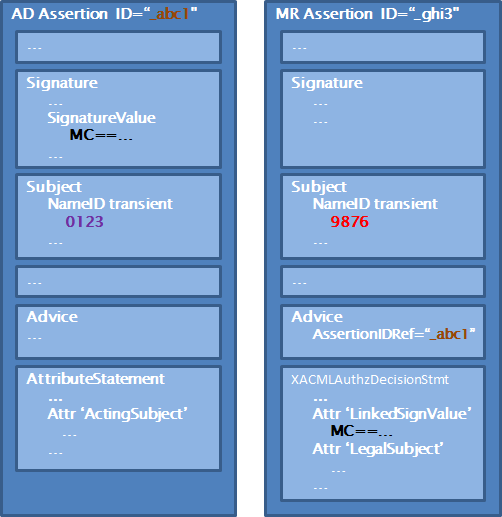 AD Assertion ID=“_abc1"
...
Signature
...
SignatureValue
MC==...
...
Subject
NameID transient
0123
...
...
Advice
...
AttributeStatement
...
Attr ‘ActingSubject’
...
...
MR Assertion ID=“_ghi3"
...
Signature
...
...
Subject
NameID transient
9876
...
...
Advice
AssertionIDRef=“_abc1"
XACMLAuthzDecisionStmt
...
Attr ‘LinkedSignValue’
MC==...
Attr ‘LegalSubject’
...
...